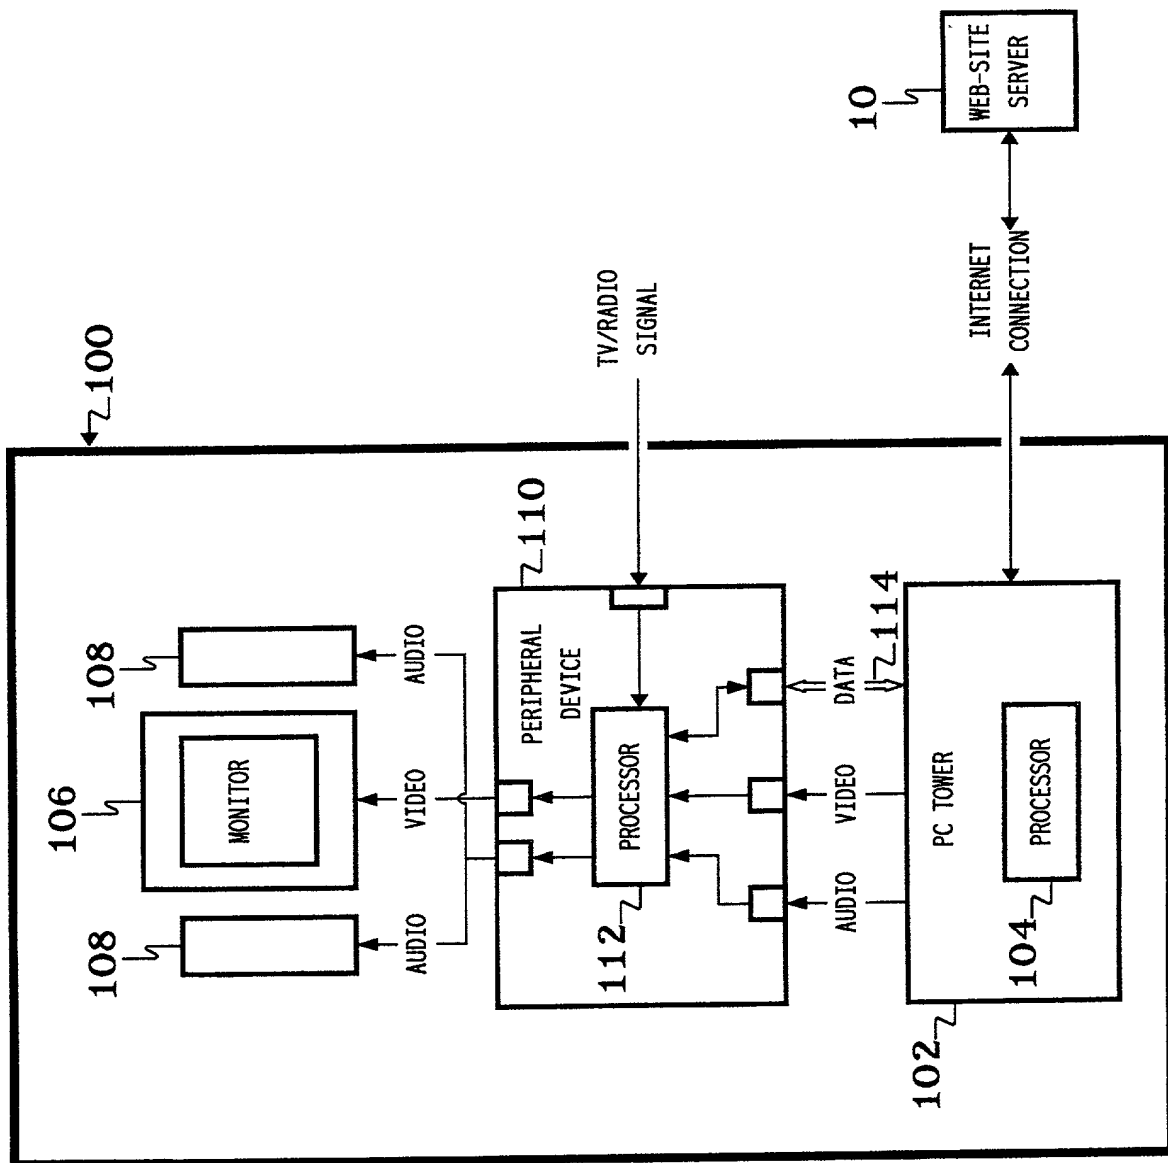 100
108
AUDIO
106
MONITOR
VIDEO
108
AUDIO
110
PERIPHERAL
DEVICE
PROCESSOR
112
TV/RADIO
SIGNAL
DATA
114
VIDEO
AUDIO
PC TOWER
PROCESSOR
104
102
INTERNET
CONNECTION
10
WEB-SITE
SERVER